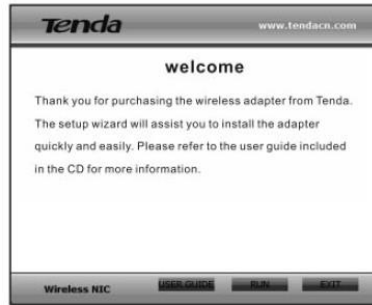 Tenda
www.tendacn.com
welcome
Thank you for purchasing the wireless adapter from Tenda.
The setup wizard will assist you to install the adapter
quickly and easily. Please refer to the user guide included
in the CD for more information.
Wireless NIC
USER GUIDE
RUN
EXIT